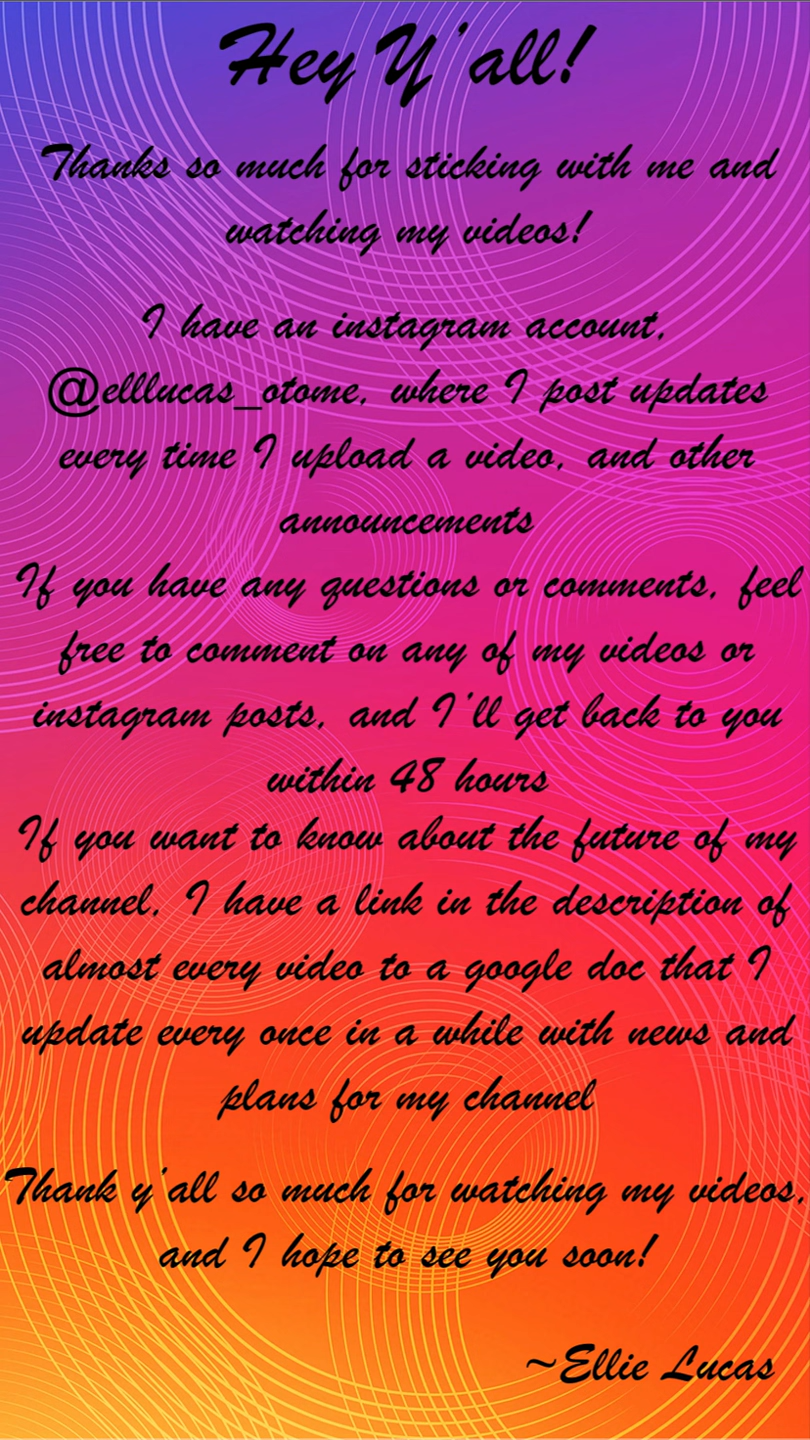 Hey Y'all!
Thanks so much for sticking with me and
watching my videos!
I have an instagram account,
@elllucas_otome, where I post updates
every time I upload a video, and other
announcements
If you have any questions or comments, feel
free to comment on any of my videos or
instagram posts, and I'll get back to you
within 48 hours
If you want to know about the future of my
channel, I have a link in the description of
almost every video to a google doc that I
update every once in a while with news and
plans for my channel
Thank y'all so much for watching my videos,
and I hope to see you soon!
~Ellie Lucas